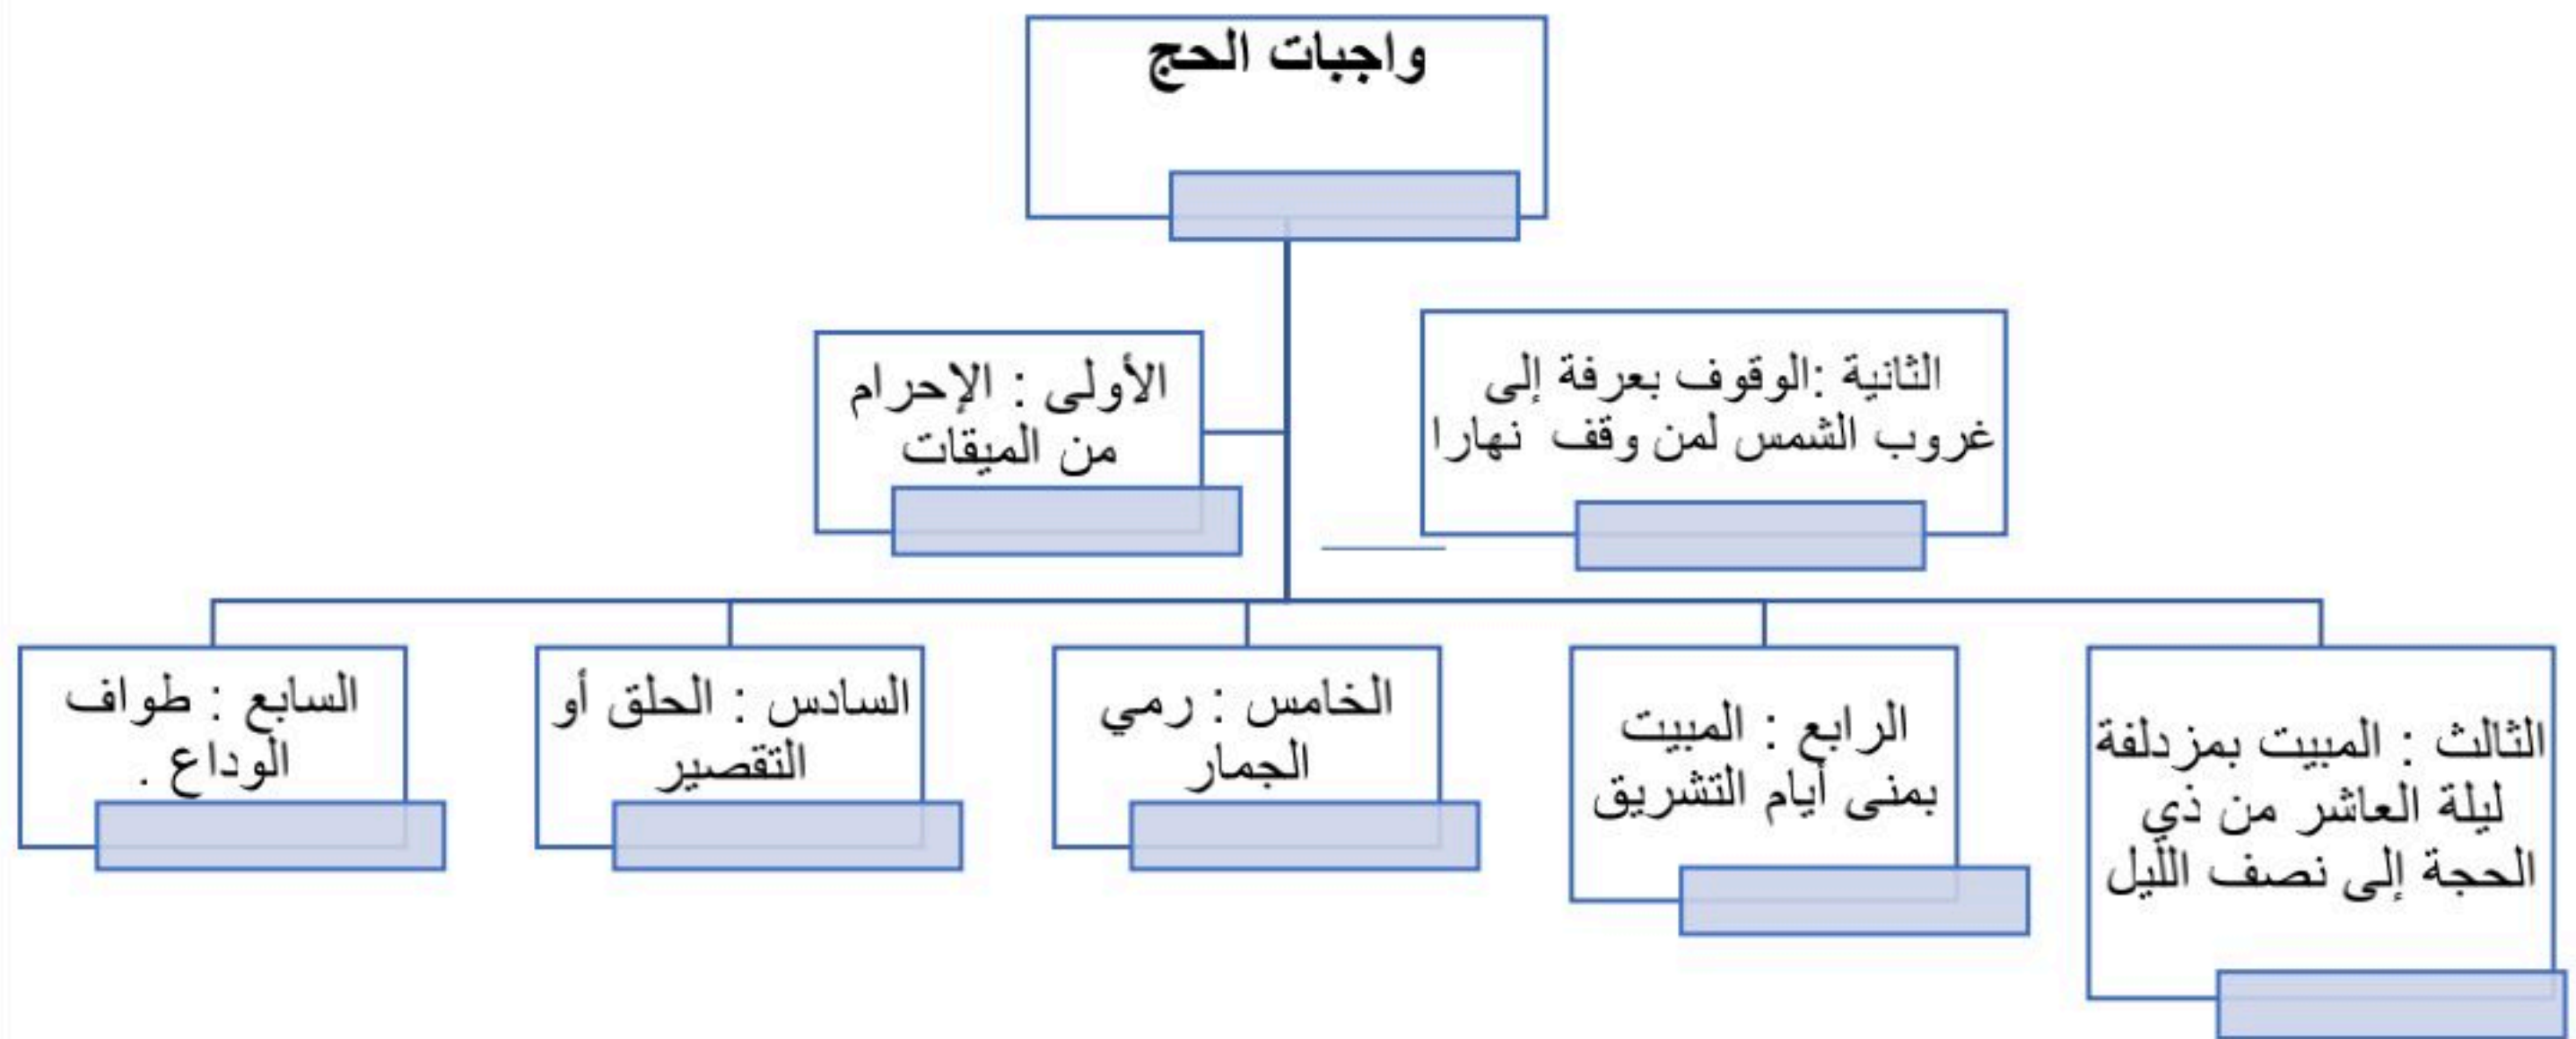 واجبات الحج
الأولى : الإحرام
من الميقات
الثانية :الوقوف بعرفة إلى
غروب الشمس لمن وقف نهارا
الثالث : المبيت بمزدلفة
ليلة العاشر من ذي
الحجة إلى نصف الليل
الرابع : المبيت
بمنى أيام التشريق
الخامس : رمي
الجمار
السادس : الحلق أو
التقصير
السابع : طواف
الوداع .